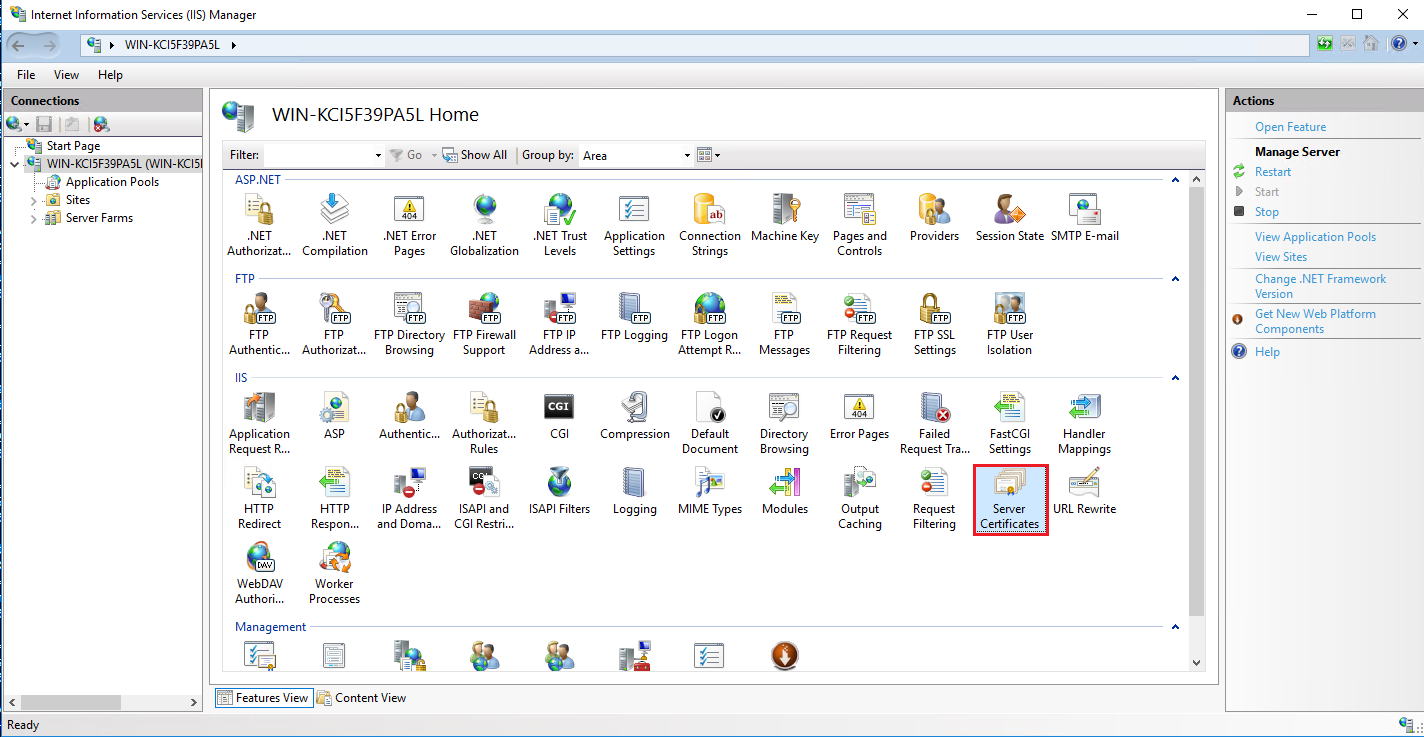 Internet Information Services (IIS) Manager
WIN-KCI5F39PA5L
File View Help
Connections
Start Page
WIN-KCI5F39PA5L (WIN-KCI5
Application Pools
Sites
Server Farms
WIN-KCI5F39PA5L Home
Filter: Go Show All Group by: Area
ASP.NET
.NET .NET .NET Error .NET .NET Trust Application Connection Machine Key Pages and Providers Session State SMTP E-mail
Authorizat... Compilation Pages Globalization Levels Settings Strings Controls
FTP
FTP FTP FTP Directory FTP Firewall FTP IP FTP Logging FTP Logon FTP FTP Request FTP SSL FTP User
Authentic... Authorizat... Browsing Support Address a... Attempt R... Messages Filtering Settings Isolation
IIS
Application ASP Authentic... Authorizat... CGI Compression Default Directory Error Pages Failed FastCGI Handler
Request R... Rules Document Browsing Request Tra... Settings Mappings
HTTP HTTP IP Address ISAPI and ISAPI Filters Logging MIME Types Modules Output Request Server URL Rewrite
Redirect Respon... and Doma... CGI Restri... Caching Filtering Certificates
WebDAV Worker
Authori... Processes
Management
Features View Content View
Actions
Open Feature
Manage Server
Restart
Start
Stop
View Application Pools
View Sites
Change .NET Framework
Version
Get New Web Platform
Components
Help
Ready